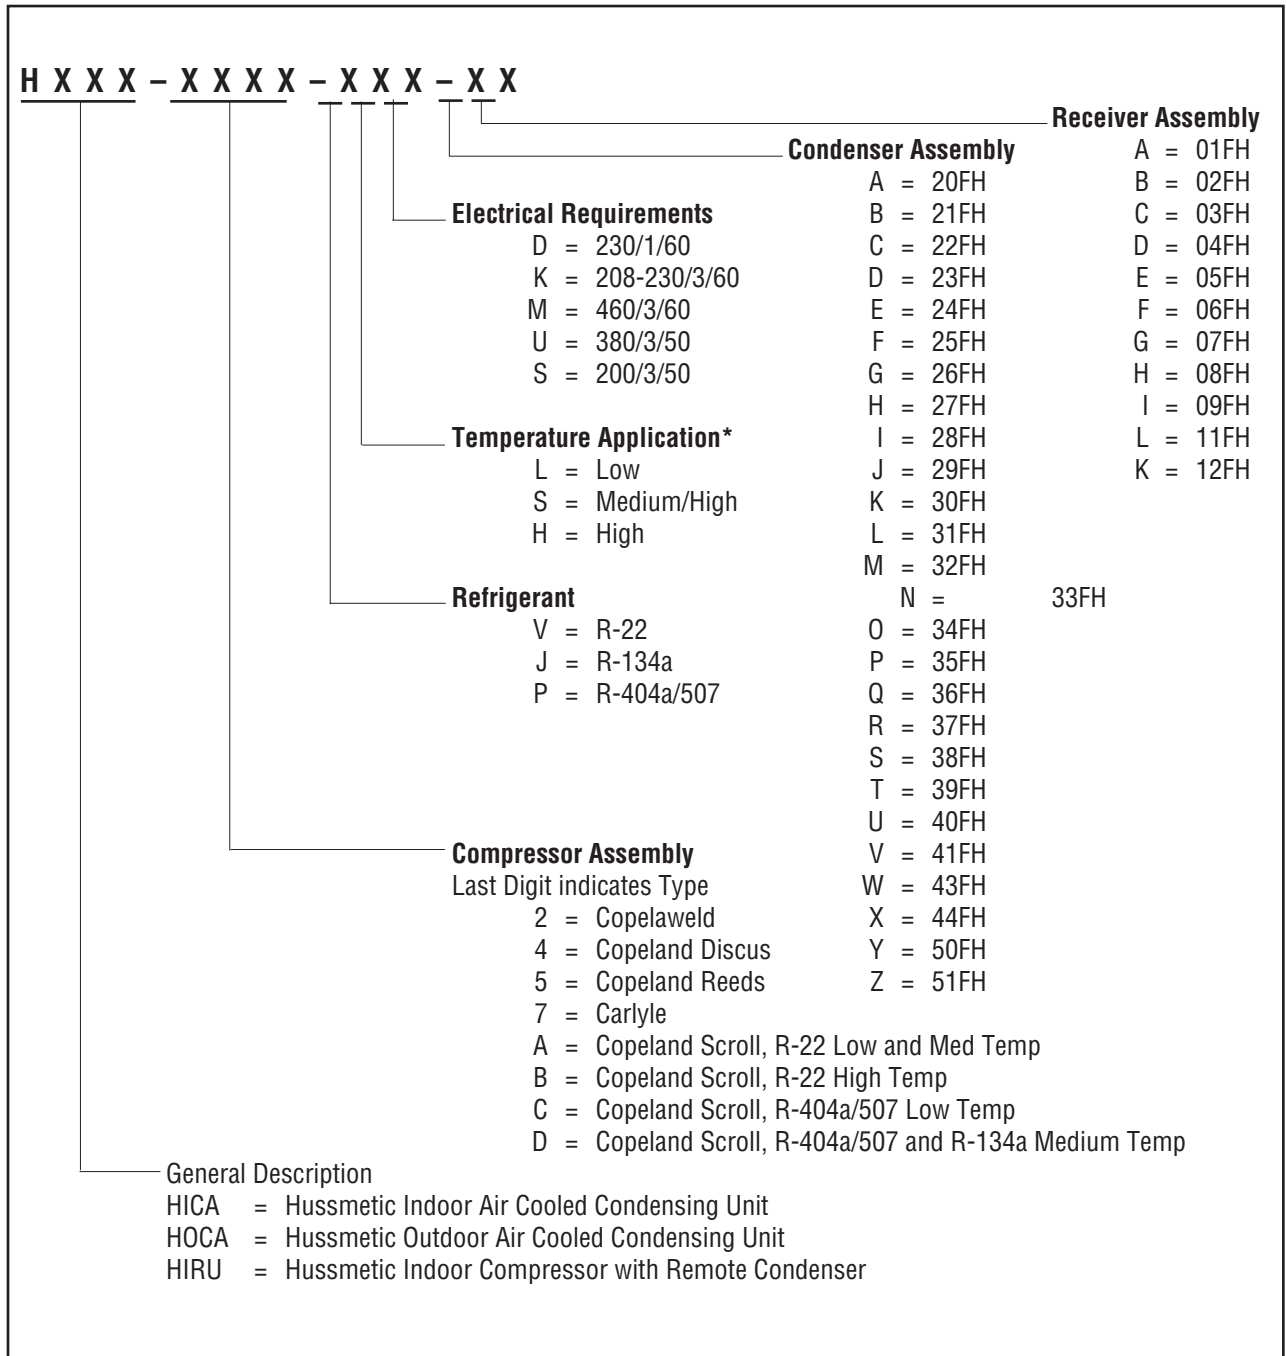 H X X X – X X X X – X X X – X X
Receiver Assembly
A = 01FH
B = 02FH
C = 03FH
D = 04FH
E = 05FH
F = 06FH
G = 07FH
H = 08FH
I = 09FH
L = 11FH
K = 12FH
Condenser Assembly
A = 20FH
B = 21FH
C = 22FH
D = 23FH
E = 24FH
F = 25FH
G = 26FH
H = 27FH
I = 28FH
J = 29FH
K = 30FH
L = 31FH
M = 32FH
N = 33FH
O = 34FH
P = 35FH
Q = 36FH
R = 37FH
S = 38FH
T = 39FH
U = 40FH
V = 41FH
W = 43FH
X = 44FH
Y = 50FH
Z = 51FH
Electrical Requirements
D = 230/1/60
K = 208-230/3/60
M = 460/3/60
U = 380/3/50
S = 200/3/50
Temperature Application*
L = Low
S = Medium/High
H = High
Refrigerant
V = R-22
J = R-134a
P = R-404a/507
Compressor Assembly
Last Digit indicates Type
2 = Copelaweld
4 = Copeland Discus
5 = Copeland Reeds
7 = Carlyle
A = Copeland Scroll, R-22 Low and Med Temp
B = Copeland Scroll, R-22 High Temp
C = Copeland Scroll, R-404a/507 Low Temp
D = Copeland Scroll, R-404a/507 and R-134a Medium Temp
General Description
HICA = Hussmetic Indoor Air Cooled Condensing Unit
HOCA = Hussmetic Outdoor Air Cooled Condensing Unit
HIRU = Hussmetic Indoor Compressor with Remote Condenser